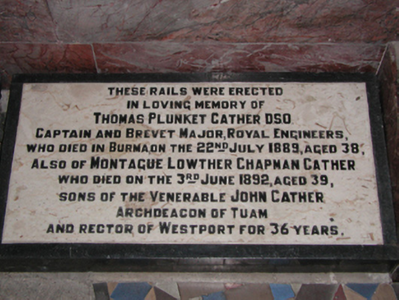 THESE RAILS WERE ERECTED
IN LOVING MEMORY OF
THOMAS PLUNKET CATHER DSO
CAPTAIN AND BREVET MAJOR, ROYAL ENGINEERS,
WHO DIED IN BURMA, ON THE 22ND JULY 1889, AGED 38,
ALSO OF MONTAGUE LOWTHER CHAPMAN CATHER
WHO DIED ON THE 3RD JUNE 1892, AGED 39,
SONS OF THE VENERABLE JOHN CATHER
ARCHDEACON OF TUAM
AND RECTOR OF WESTPORT FOR 36 YEARS.